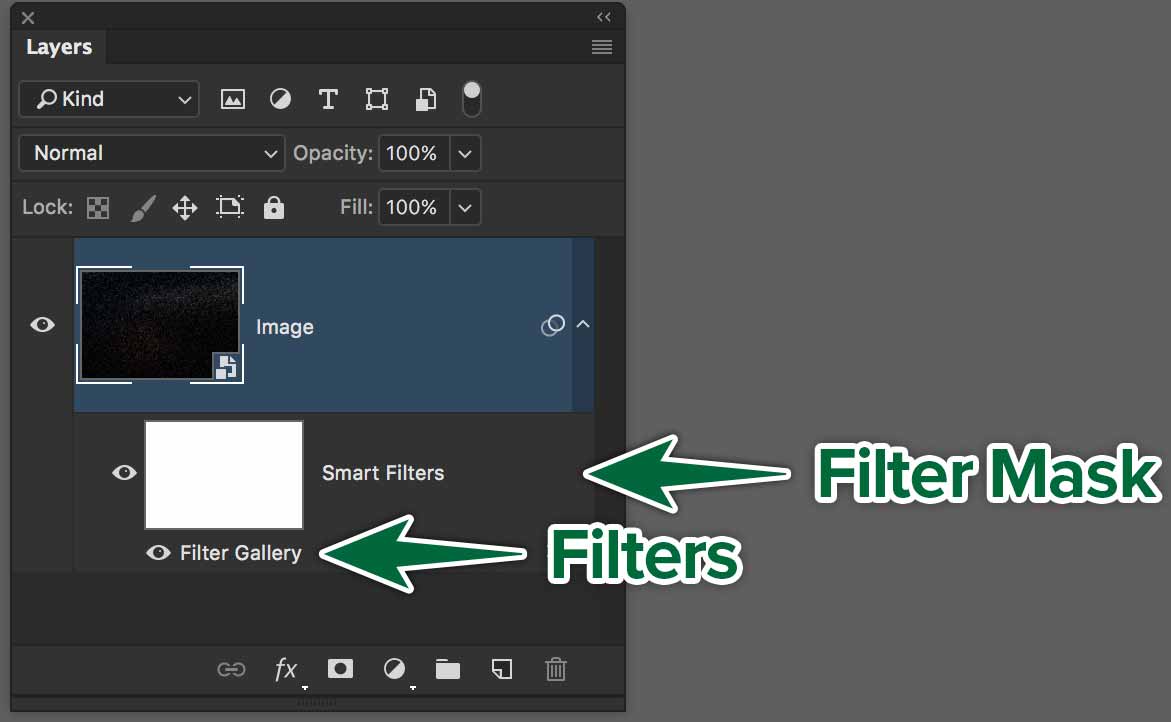 Layers
Kind
Normal Opacity: 100%
Lock: Fill: 100%
Image
Smart Filters
Filter Mask
Filter Gallery
Filters
fx